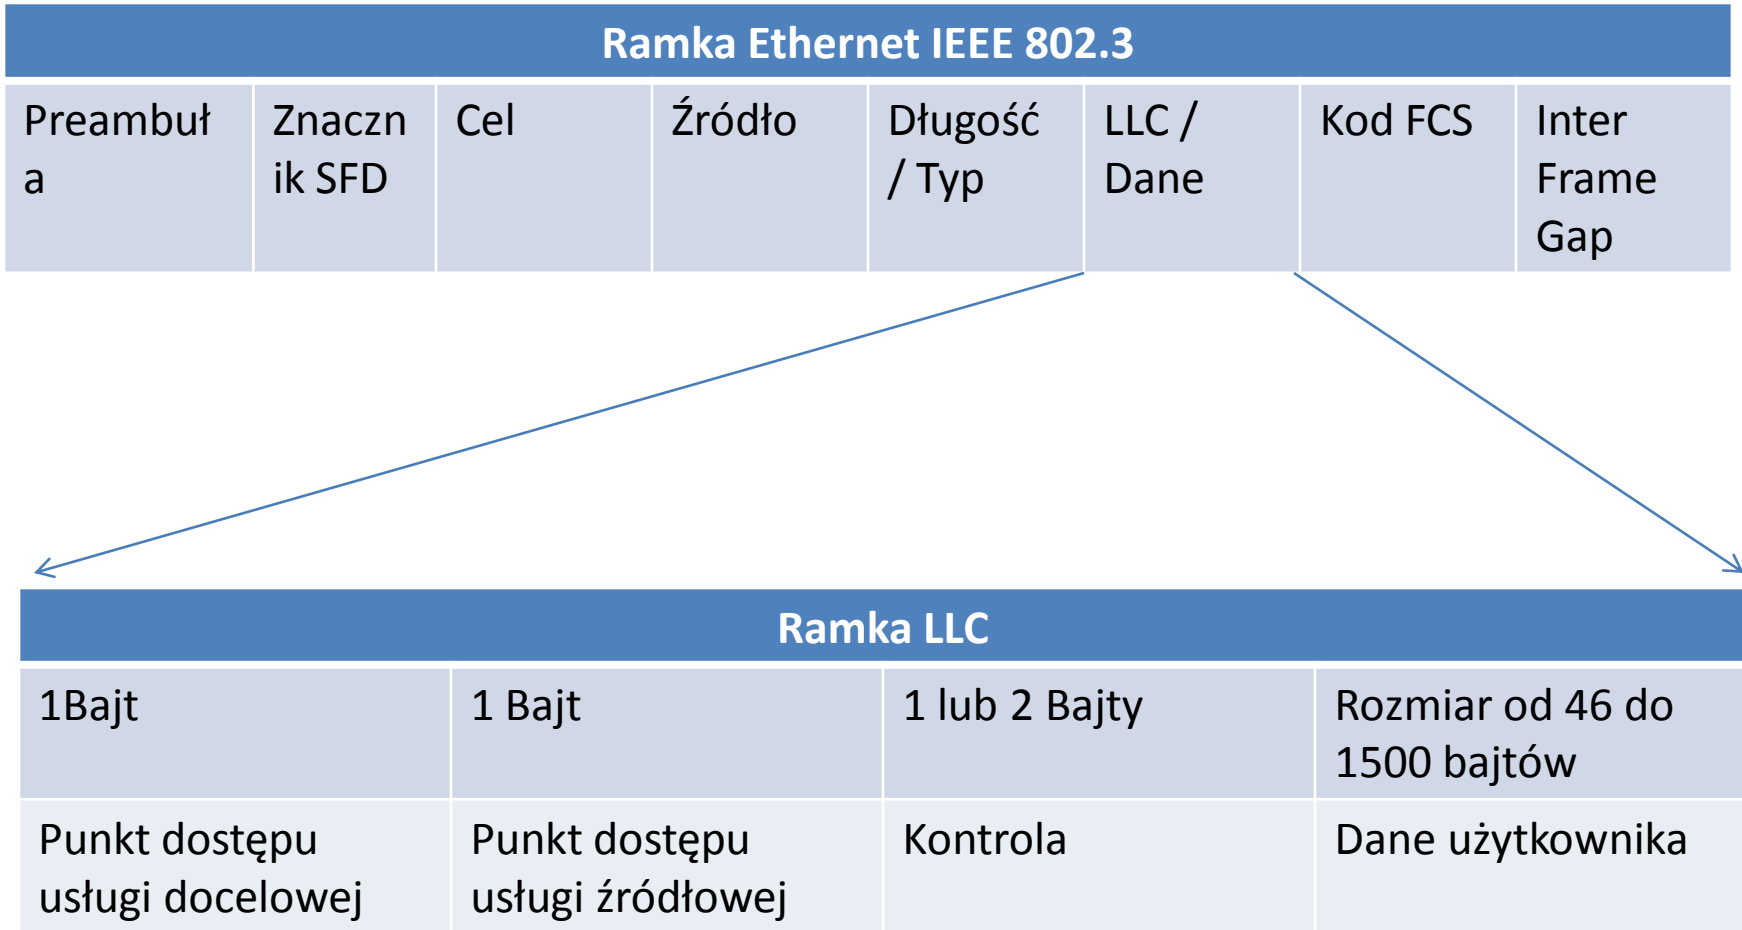 Ramka Ethernet IEEE 802.3
Preambuł
a
Znaczn
ik SFD
Cel
Źródło
Długość
/ Typ
LLC /
Dane
Kod FCS
Inter
Frame
Gap
Ramka LLC
1Bajt
1 Bajt
1 lub 2 Bajty
Rozmiar od 46 do
1500 bajtów
Punkt dostępu
usługi docelowej
Punkt dostępu
usługi źródłowej
Kontrola
Dane użytkownika